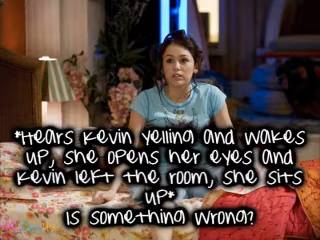 *Hears Kevin yelling and wakes
up, she opens her eyes and
Kevin left the room, she sits
up*
Is something wrong?